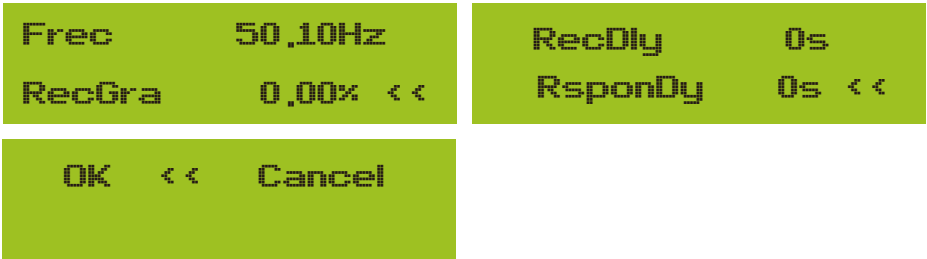 Frec 50.10Hz
RecGra 0.00% <<
RecDly 0s
RsponDy 0s <<
OK << Cancel